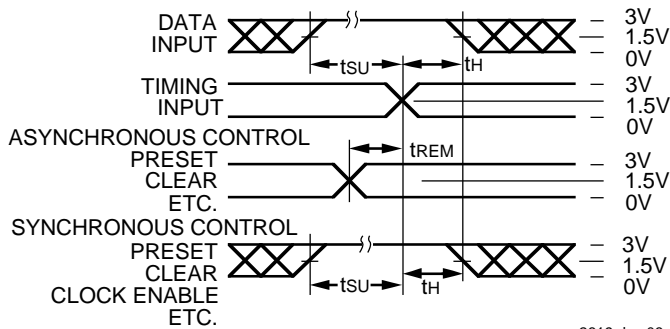 DATA
INPUT
3V
1.5V
0V
tSU
tH
TIMING
INPUT
3V
1.5V
0V
ASYNCHRONOUS CONTROL
PRESET
CLEAR
ETC.
tREM
3V
1.5V
0V
SYNCHRONOUS CONTROL
PRESET
CLEAR
CLOCK ENABLE
ETC.
3V
1.5V
0V
tSU
tH